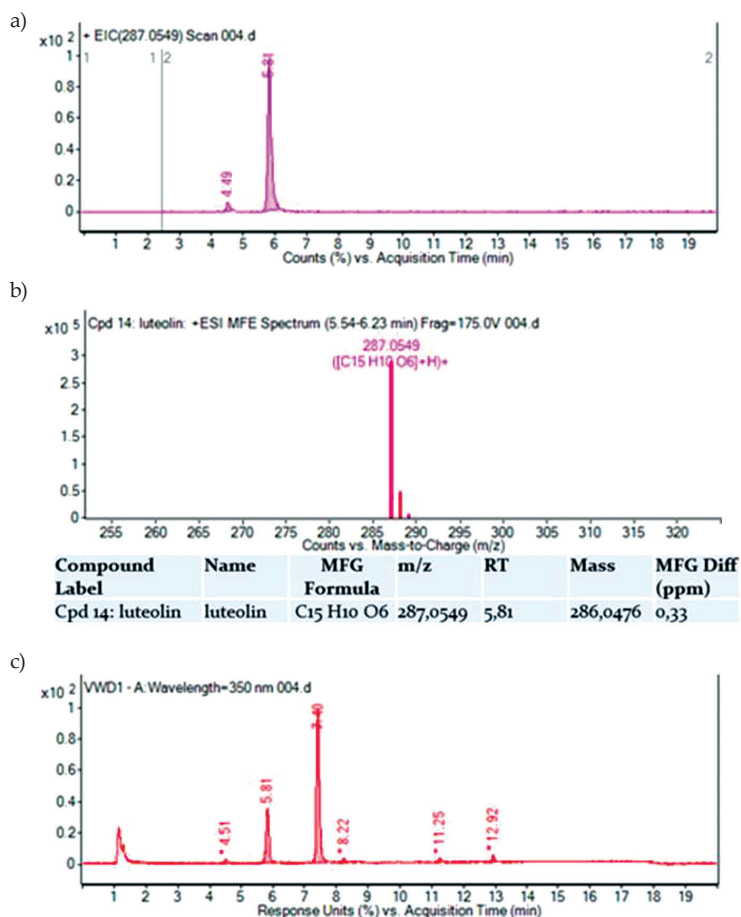 a)
+ EIC(287.0549) Scan 004.d
x10 2
1 1 2 2
1
0.8
0.6
0.4
0.2
0
4.49
5.81
1 2 3 4 5 6 7 8 9 10 11 12 13 14 15 16 17 18 19
Counts (%) vs. Acquisition Time (min)
b)
Cpd 14: luteolin: +ESI MFE Spectrum (5.54-6.23 min) Frag=175.0V 004.d
x10 5
287.0549
([C15 H10 O6]+H)+
3
2.5
2
1.5
1
0.5
0
255 260 265 270 275 280 285 290 295 300 305 310 315 320
Counts vs. Mass-to-Charge (m/z)
Compound Name MFG m/z RT Mass MFG Diff
Label Formula (ppm)
Cpd 14: luteolin luteolin C15 H10 O6 287,0549 5,81 286,0476 0,33
c)
VWD1 - A:Wavelength=350 nm 004.d
x10 2
1
0.8
0.6
0.4
0.2
0
4.51
5.81
7.40
8.22
11.25
12.92
1 2 3 4 5 6 7 8 9 10 11 12 13 14 15 16 17 18 19
Response Units (%) vs. Acquisition Time (min)